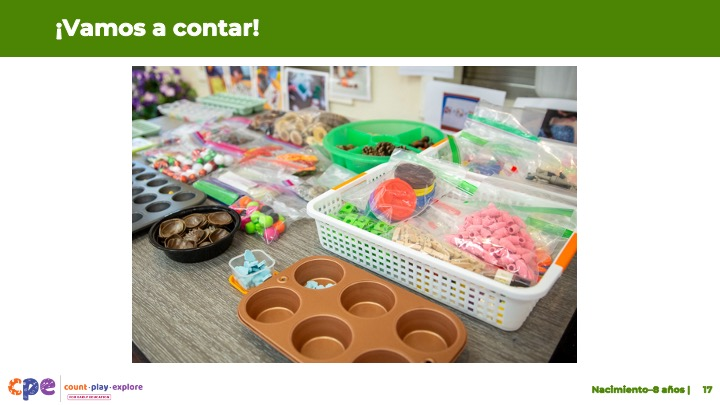 ¡Vamos a contar!
cpe
count·play·explore
Nacimiento–8 años | 17